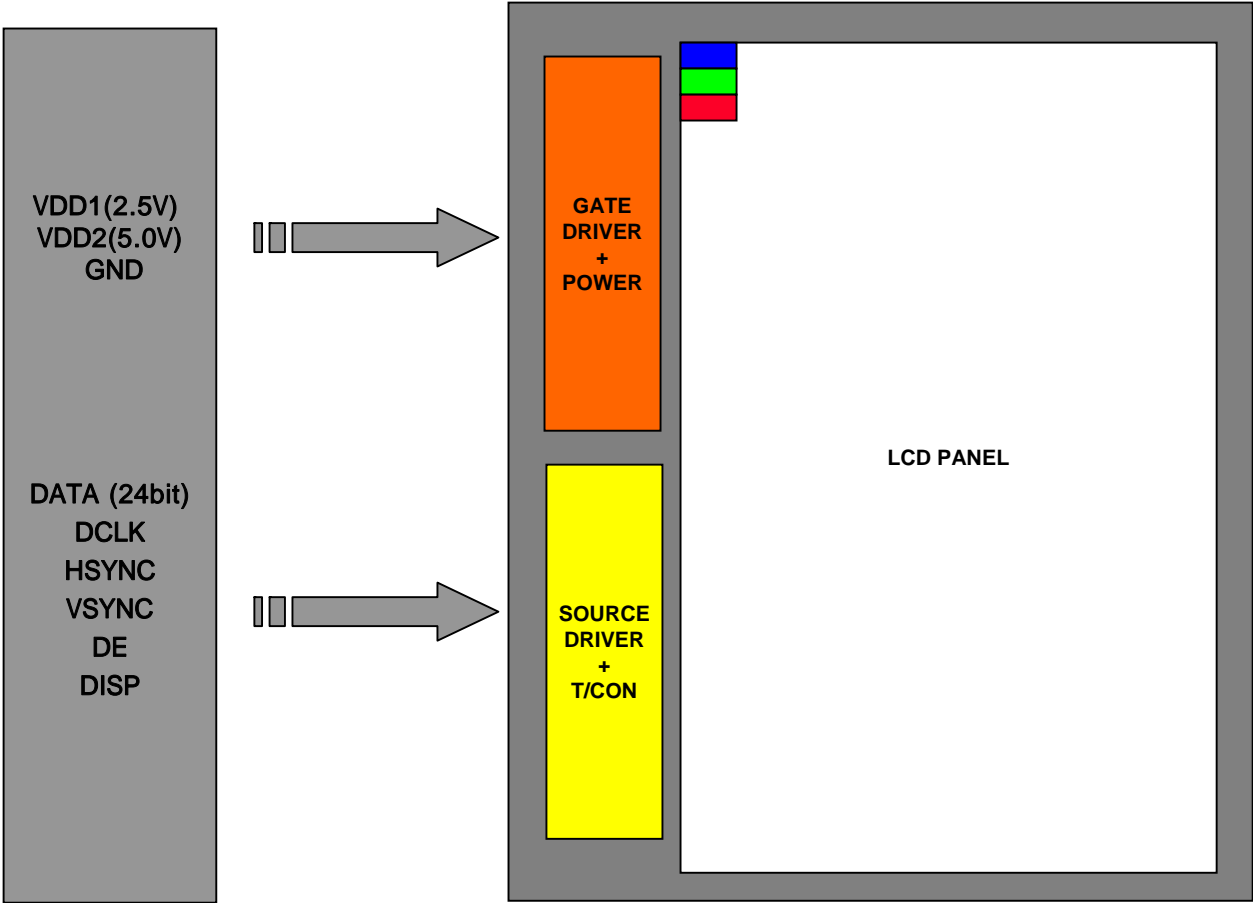 VDD1(2.5V)
VDD2(5.0V)
GND
DATA (24bit)
DCLK
HSYNC
VSYNC
DE
DISP
GATE
DRIVER
+
POWER
SOURCE
DRIVER
+
T/CON
LCD PANEL